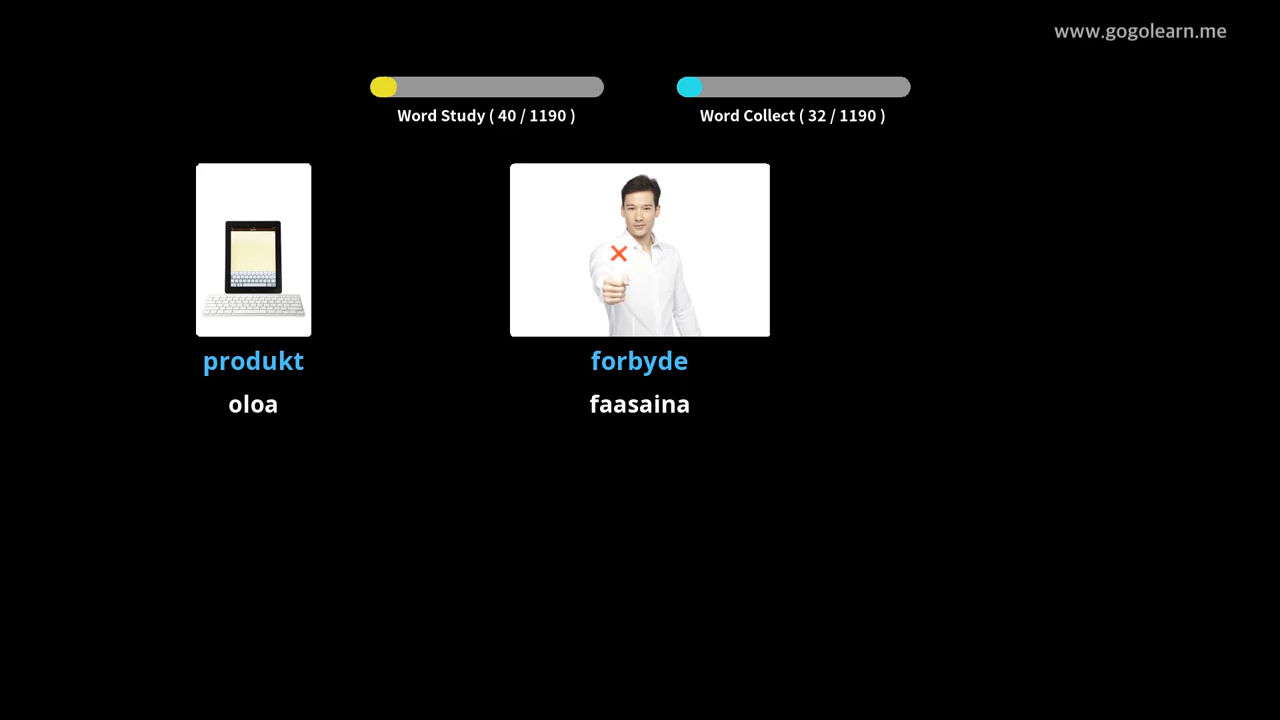 www.gogolearn.me
Word Study ( 40 / 1190 )
Word Collect ( 32 / 1190 )
produkt
forbyde
oloa
faasaina